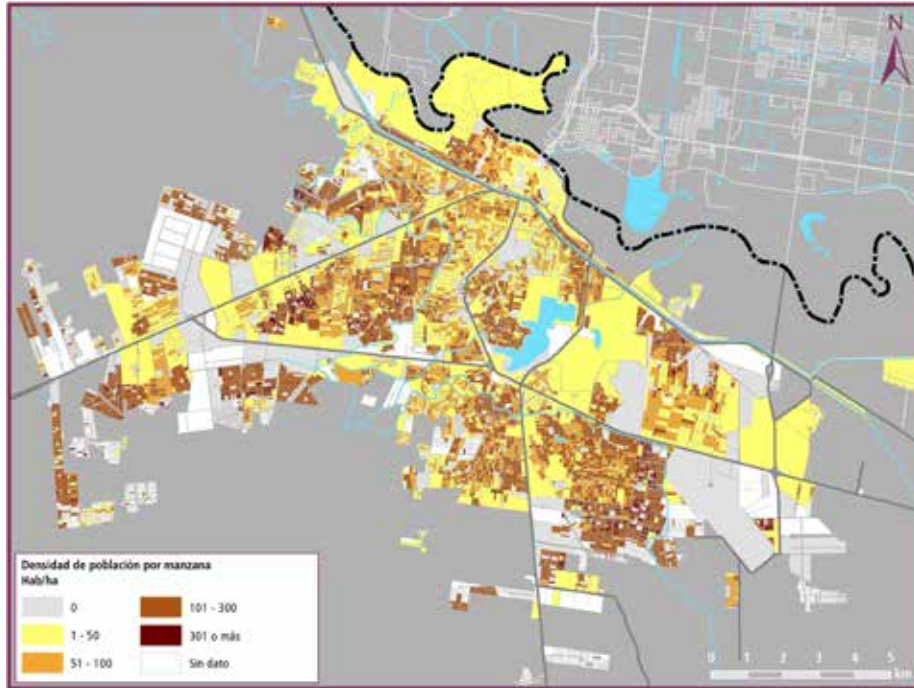 N
Densidad de población por manzana
Hab/ha
0
1 - 50
51 - 100
101 - 300
301 o más
Sin dato
0 1 2 3 4 5
km